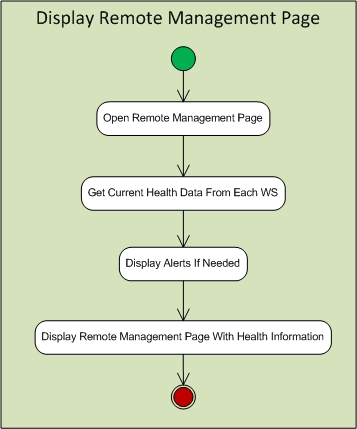 Display Remote Management Page
Open Remote Management Page
Get Current Health Data From Each WS
Display Alerts If Needed
Display Remote Management Page With Health Information